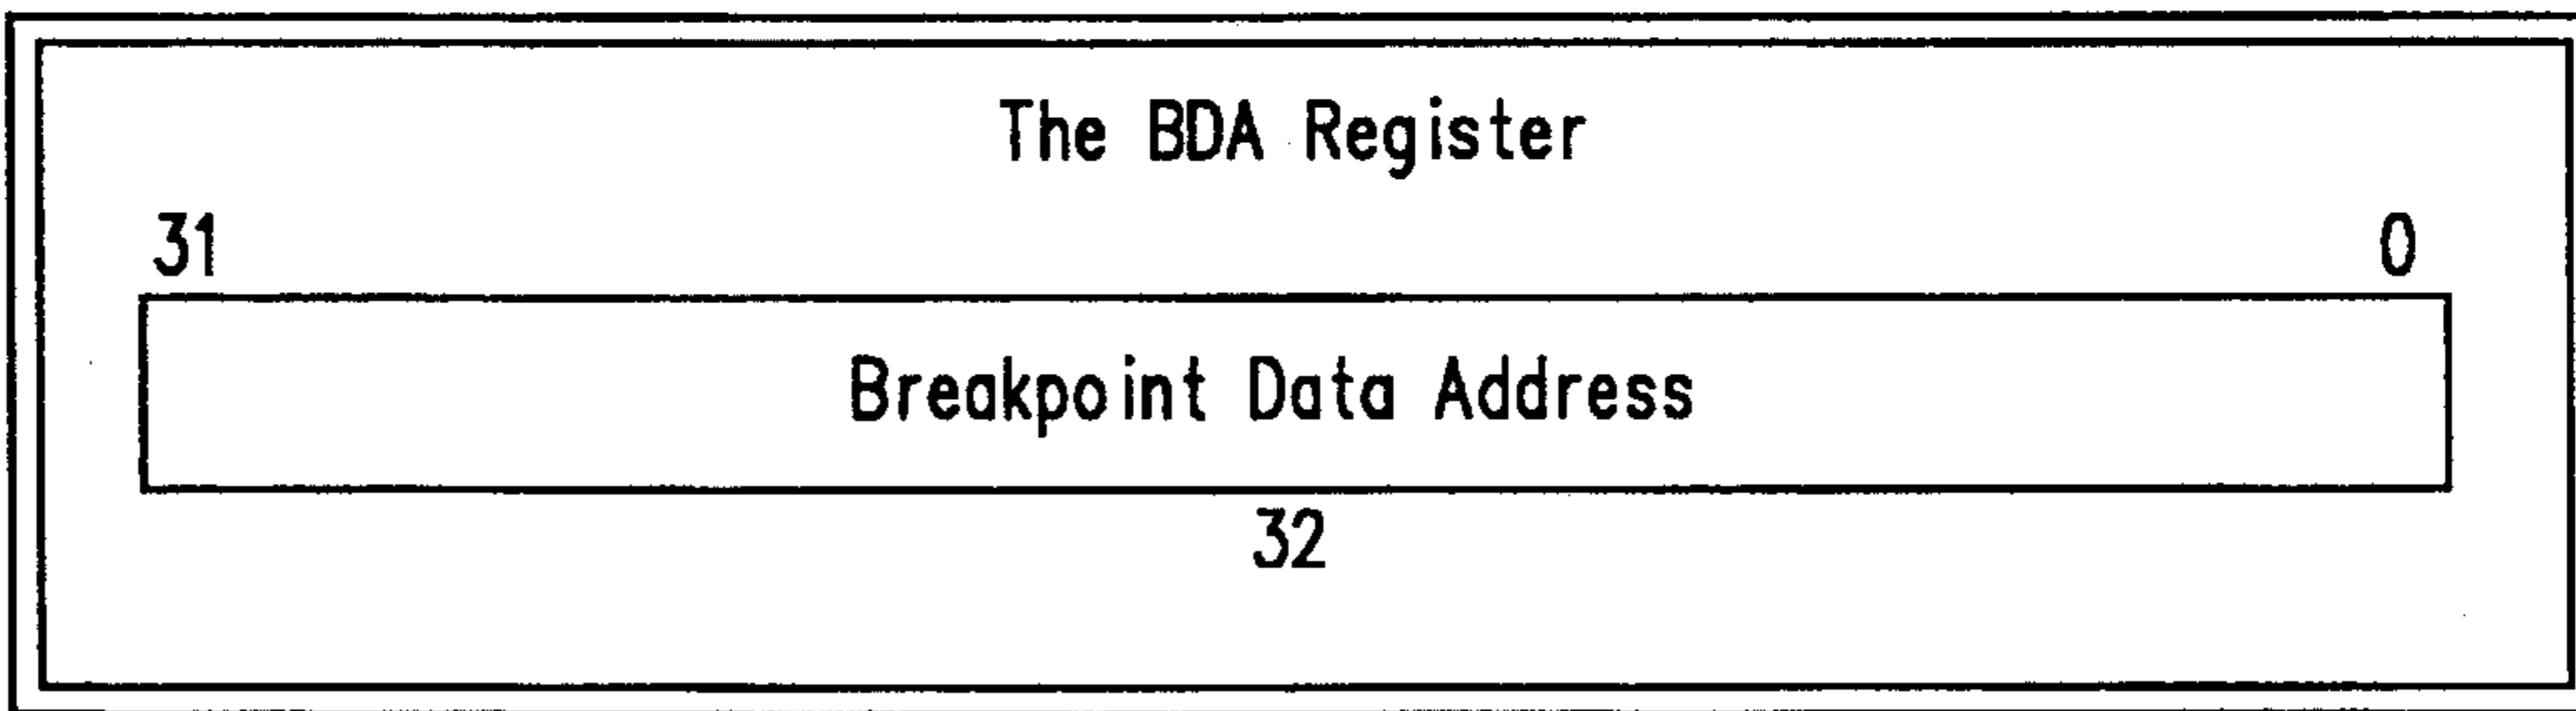 The BDA Register
31 0
Breakpoint Data Address
32